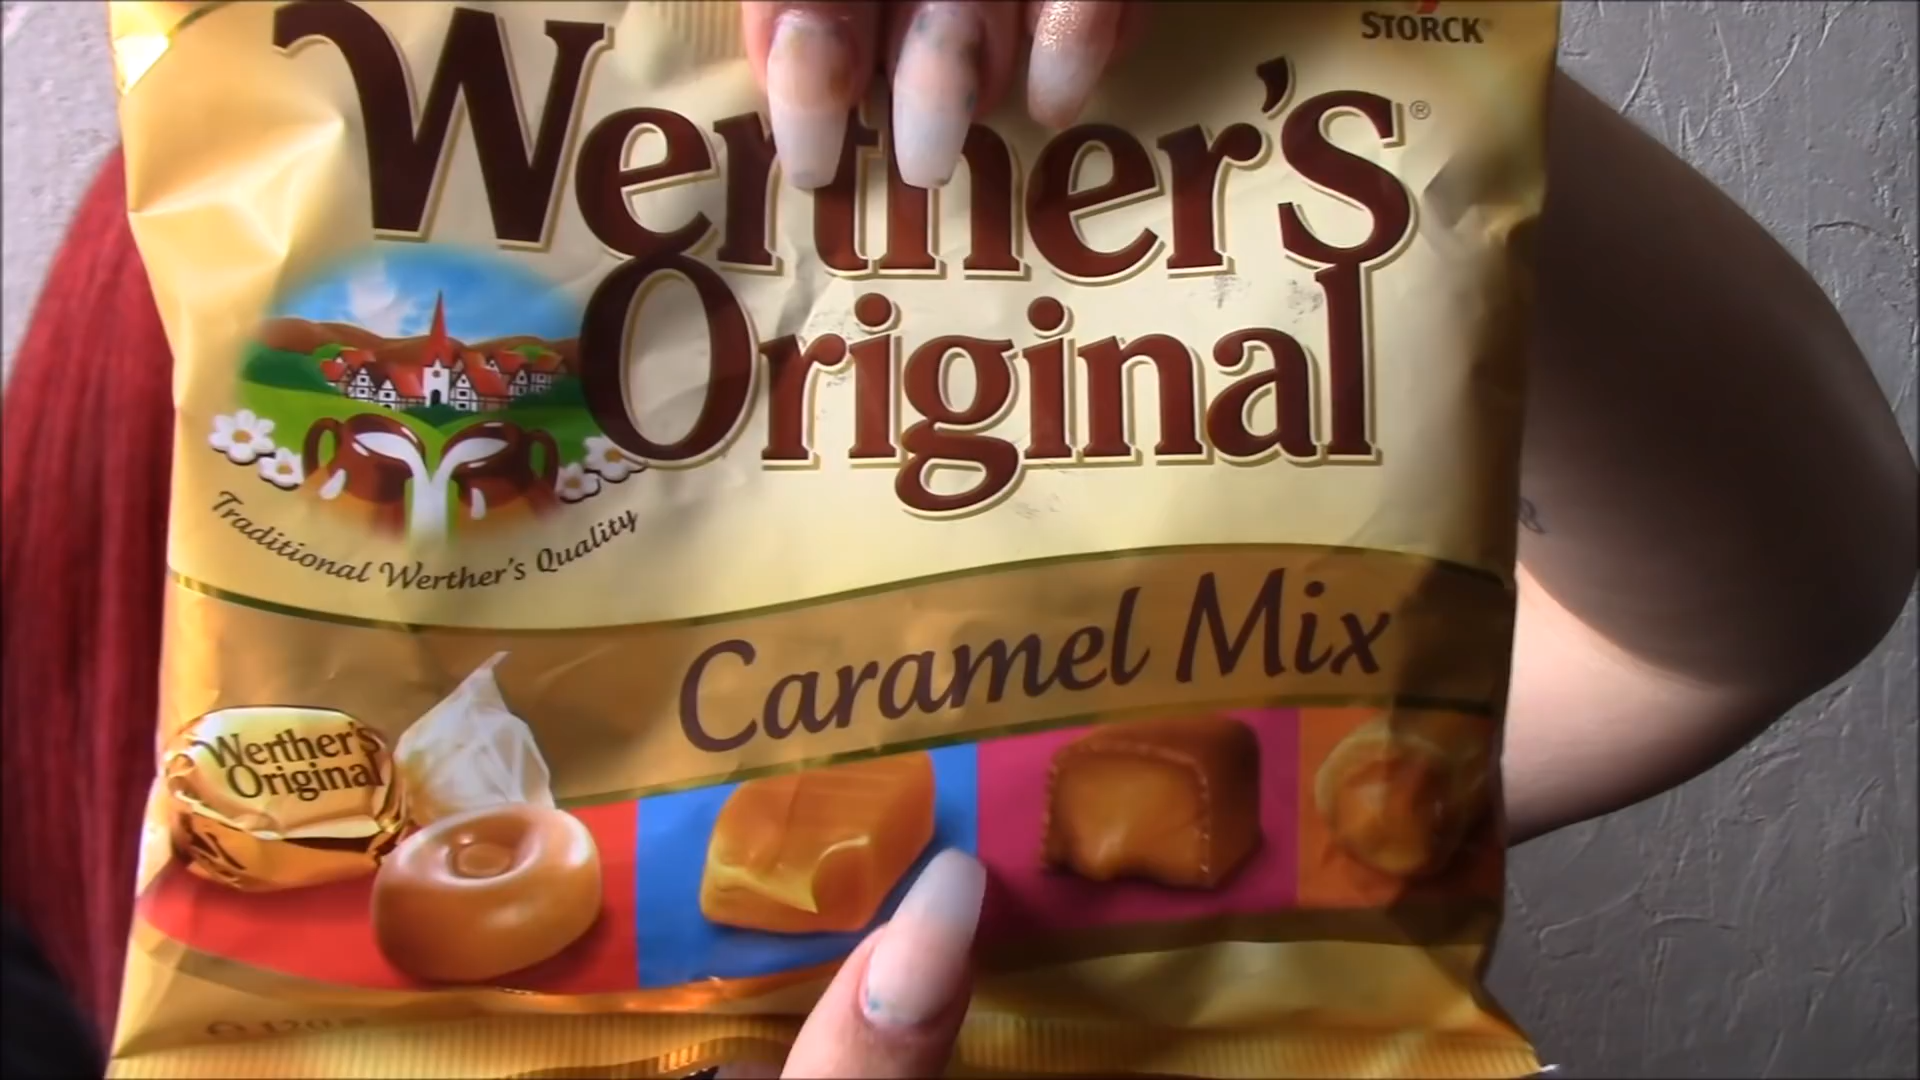 STORCK®
Werther's®
Original
Traditional Werther's Quality
Caramel Mix
Werther's
Original